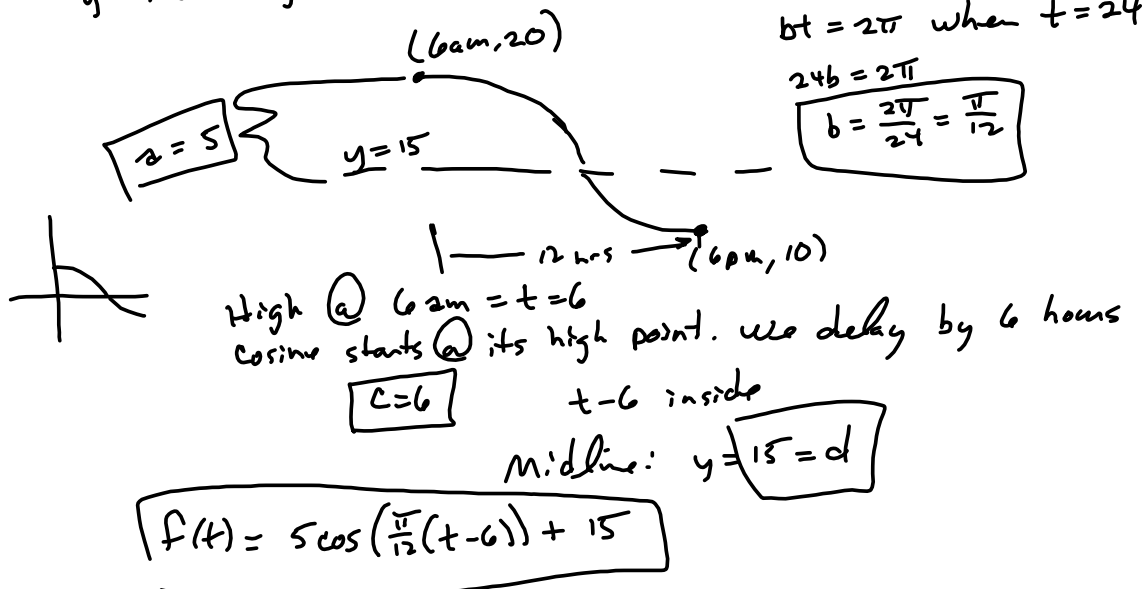 (6am, 20)
bt = 2π when t = 24
24b = 2π
b = 2π/24 = π/12
a = 5
y = 15
12 hrs
(6pm, 10)
High @ 6am = t = 6
Cosine starts @ its high point. We delay by 6 hours
C = 6
t - 6 inside
Midline: y = 15 = d
f(t) = 5 cos(π/12 (t - 6)) + 15